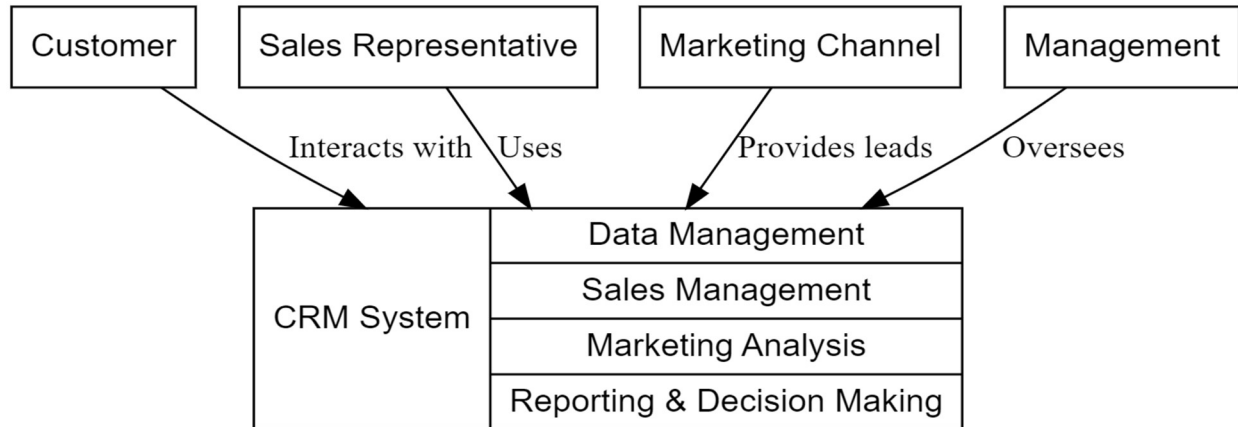 Customer
Sales Representative
Marketing Channel
Management
Interacts with
Uses
Provides leads
Oversees
CRM System
Data Management
Sales Management
Marketing Analysis
Reporting & Decision Making